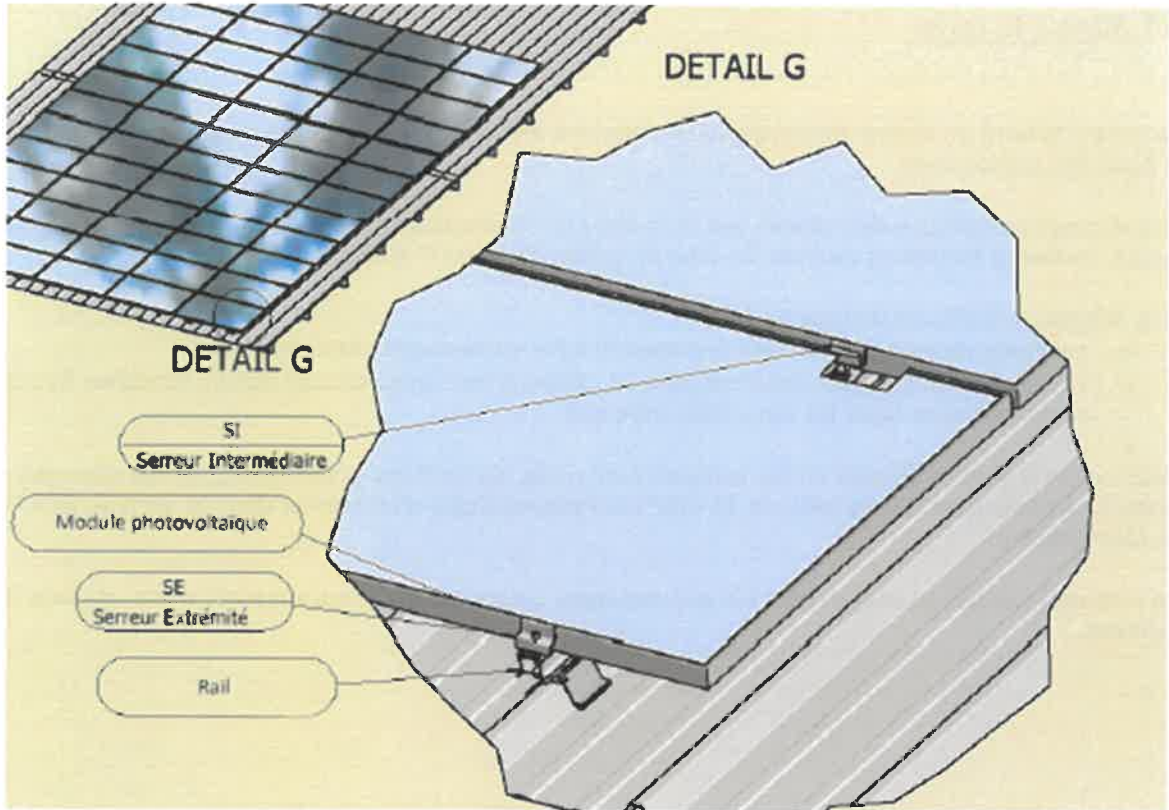 DETAIL G
DETAIL G
SI
Serreur Intermédiaire
Module photovoltaïque
SE
Serreur Extrémité
Rail